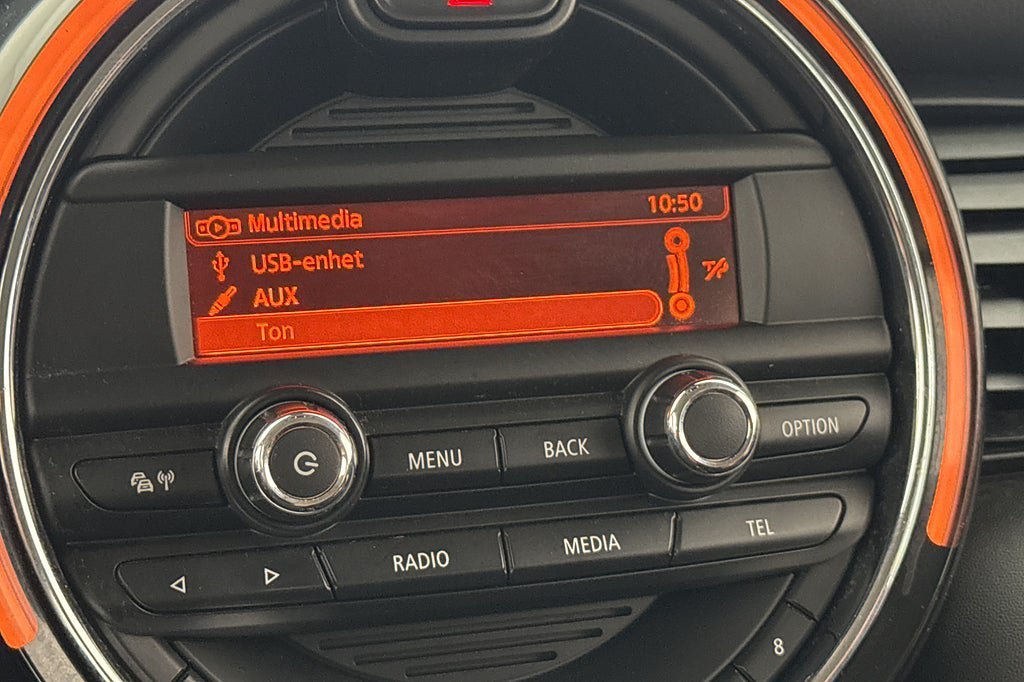 Multimedia 10:50
USB-enhet
AUX
Ton
MENU BACK OPTION
RADIO MEDIA TEL
8